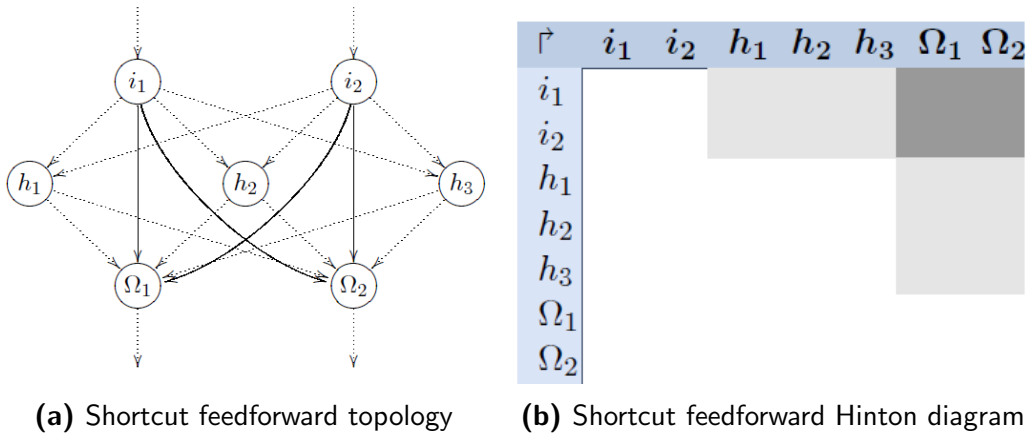 i₁ i₂
h₁ h₂ h₃
Ω₁ Ω₂
(a) Shortcut feedforward topology
↱ i₁ i₂ h₁ h₂ h₃ Ω₁ Ω₂
i₁
i₂
h₁
h₂
h₃
Ω₁
Ω₂
(b) Shortcut feedforward Hinton diagram